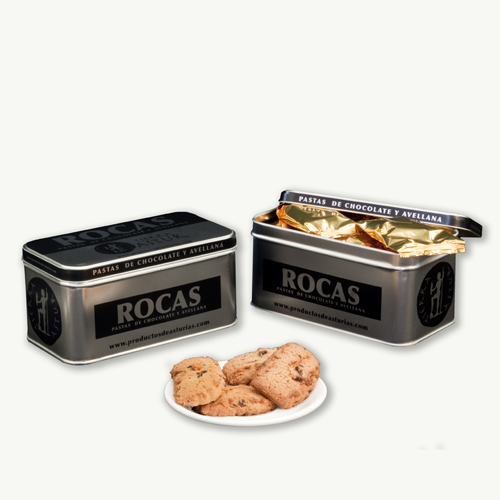 ROCAS
PASTAS DE CHOCOLATE Y AVELLANA
ROCAS
PASTAS DE CHOCOLATE Y AVELLANA
www.productosdeasturias.com
PASTAS DE CHOCOLATE Y AVELLANA
ROCAS
PASTAS DE CHOCOLATE Y AVELLANA
www.productosdeasturias.com